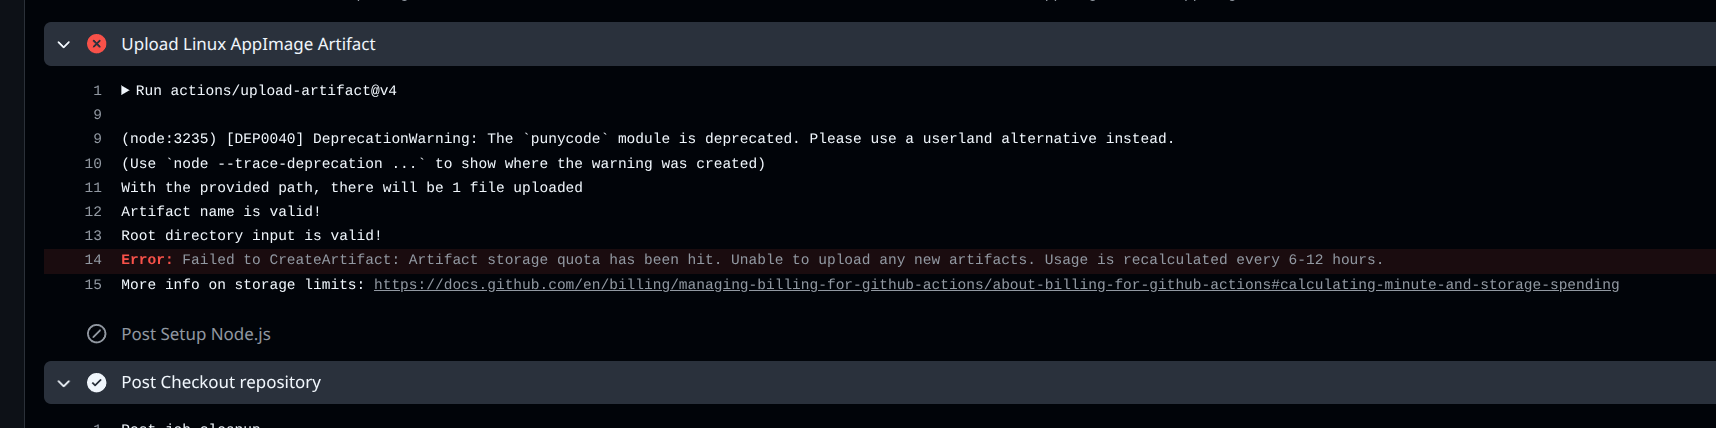 Upload Linux AppImage Artifact
1 Run actions/upload-artifact@v4
9
9 (node:3235) [DEP0040] DeprecationWarning: The `punycode` module is deprecated. Please use a userland alternative instead.
10 (Use `node --trace-deprecation ...` to show where the warning was created)
11 With the provided path, there will be 1 file uploaded
12 Artifact name is valid!
13 Root directory input is valid!
14 Error: Failed to CreateArtifact: Artifact storage quota has been hit. Unable to upload any new artifacts. Usage is recalculated every 6-12 hours.
15 More info on storage limits: https://docs.github.com/en/billing/managing-billing-for-github-actions/about-billing-for-github-actions#calculating-minute-and-storage-spending
Post Setup Node.js
Post Checkout repository
1 Post job cleanup.